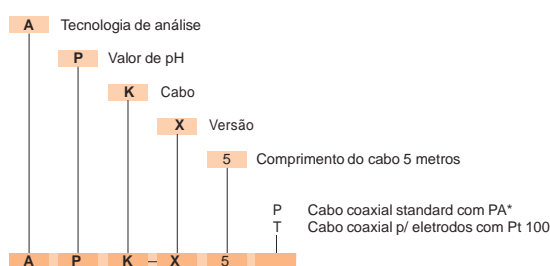 A Tecnologia de análise
P Valor de pH
K Cabo
X Versão
5 Comprimento do cabo 5 metros
P Cabo coaxial standard com PA*
T Cabo coaxial p/ eletrodos com Pt 100
A P K – X 5